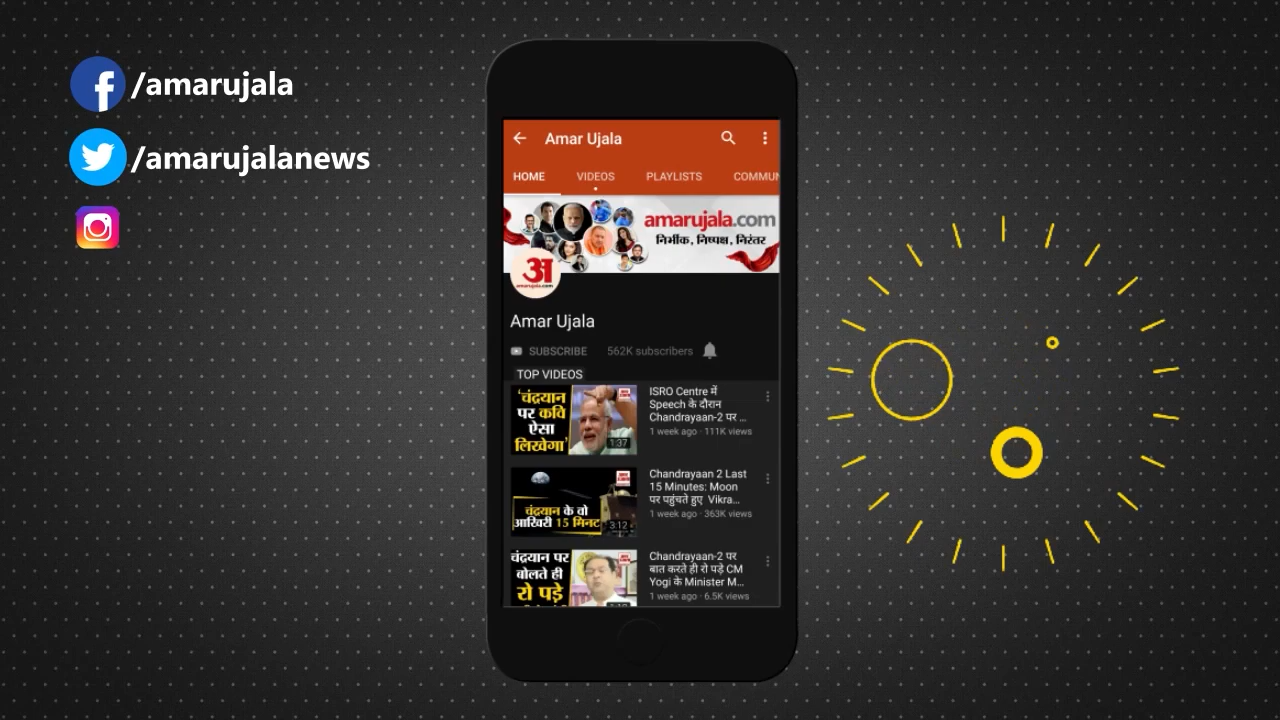 /amarujala
/amarujalanews
Amar Ujala
HOME VIDEOS PLAYLISTS COMMUN
amarujala.com
निर्भीक, निष्पक्ष, निरंतर
अ
amarujala.com
Amar Ujala
SUBSCRIBE 562K subscribers
TOP VIDEOS
'चंद्रयान
पर कवि
ऐसा
लिखेगा'
1:37
ISRO Centre में
Speech के दौरान
Chandrayaan-2 पर ...
1 week ago · 111K views
चंद्रयान के वो
आखिरी 15 मिनट
3:12
Chandrayaan 2 Last
15 Minutes: Moon
पर पहुंचते हुए Vikra...
1 week ago · 363K views
चंद्रयान पर
बोलते ही
रो पड़े
Chandrayaan-2 पर
बात करते ही रो पड़े CM
Yogi के Minister M...
1 week ago · 6.5K views